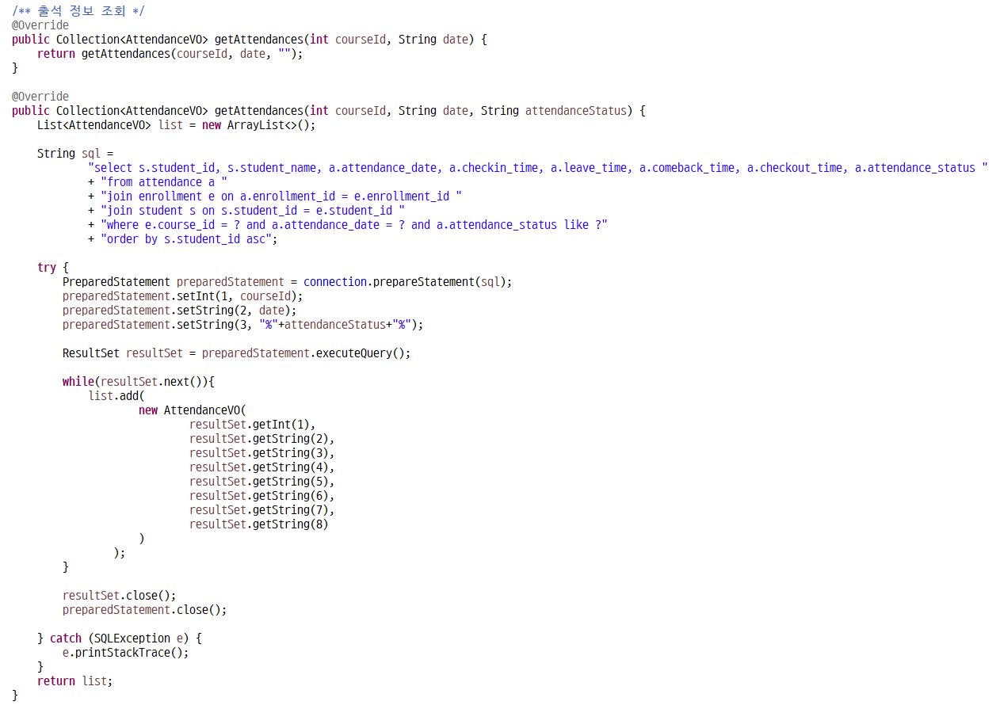 /** 출석 정보 조회 */
@Override
public Collection<AttendanceVO> getAttendances(int courseId, String date) {
return getAttendances(courseId, date, "");
}
@Override
public Collection<AttendanceVO> getAttendances(int courseId, String date, String attendanceStatus) {
List<AttendanceVO> list = new ArrayList<>();
String sql =
"select s.student_id, s.student_name, a.attendance_date, a.checkin_time, a.leave_time, a.comeback_time, a.checkout_time, a.attendance_status "
+ "from attendance a "
+ "join enrollment e on a.enrollment_id = e.enrollment_id "
+ "join student s on s.student_id = e.student_id "
+ "where e.course_id = ? and a.attendance_date = ? and a.attendance_status like ?"
+ "order by s.student_id asc";
try {
PreparedStatement preparedStatement = connection.prepareStatement(sql);
preparedStatement.setInt(1, courseId);
preparedStatement.setString(2, date);
preparedStatement.setString(3, "%"+attendanceStatus+"%");
ResultSet resultSet = preparedStatement.executeQuery();
while(resultSet.next()){
list.add(
new AttendanceVO(
resultSet.getInt(1),
resultSet.getString(2),
resultSet.getString(3),
resultSet.getString(4),
resultSet.getString(5),
resultSet.getString(6),
resultSet.getString(7),
resultSet.getString(8)
)
);
}
resultSet.close();
preparedStatement.close();
} catch (SQLException e) {
e.printStackTrace();
}
return list;
}